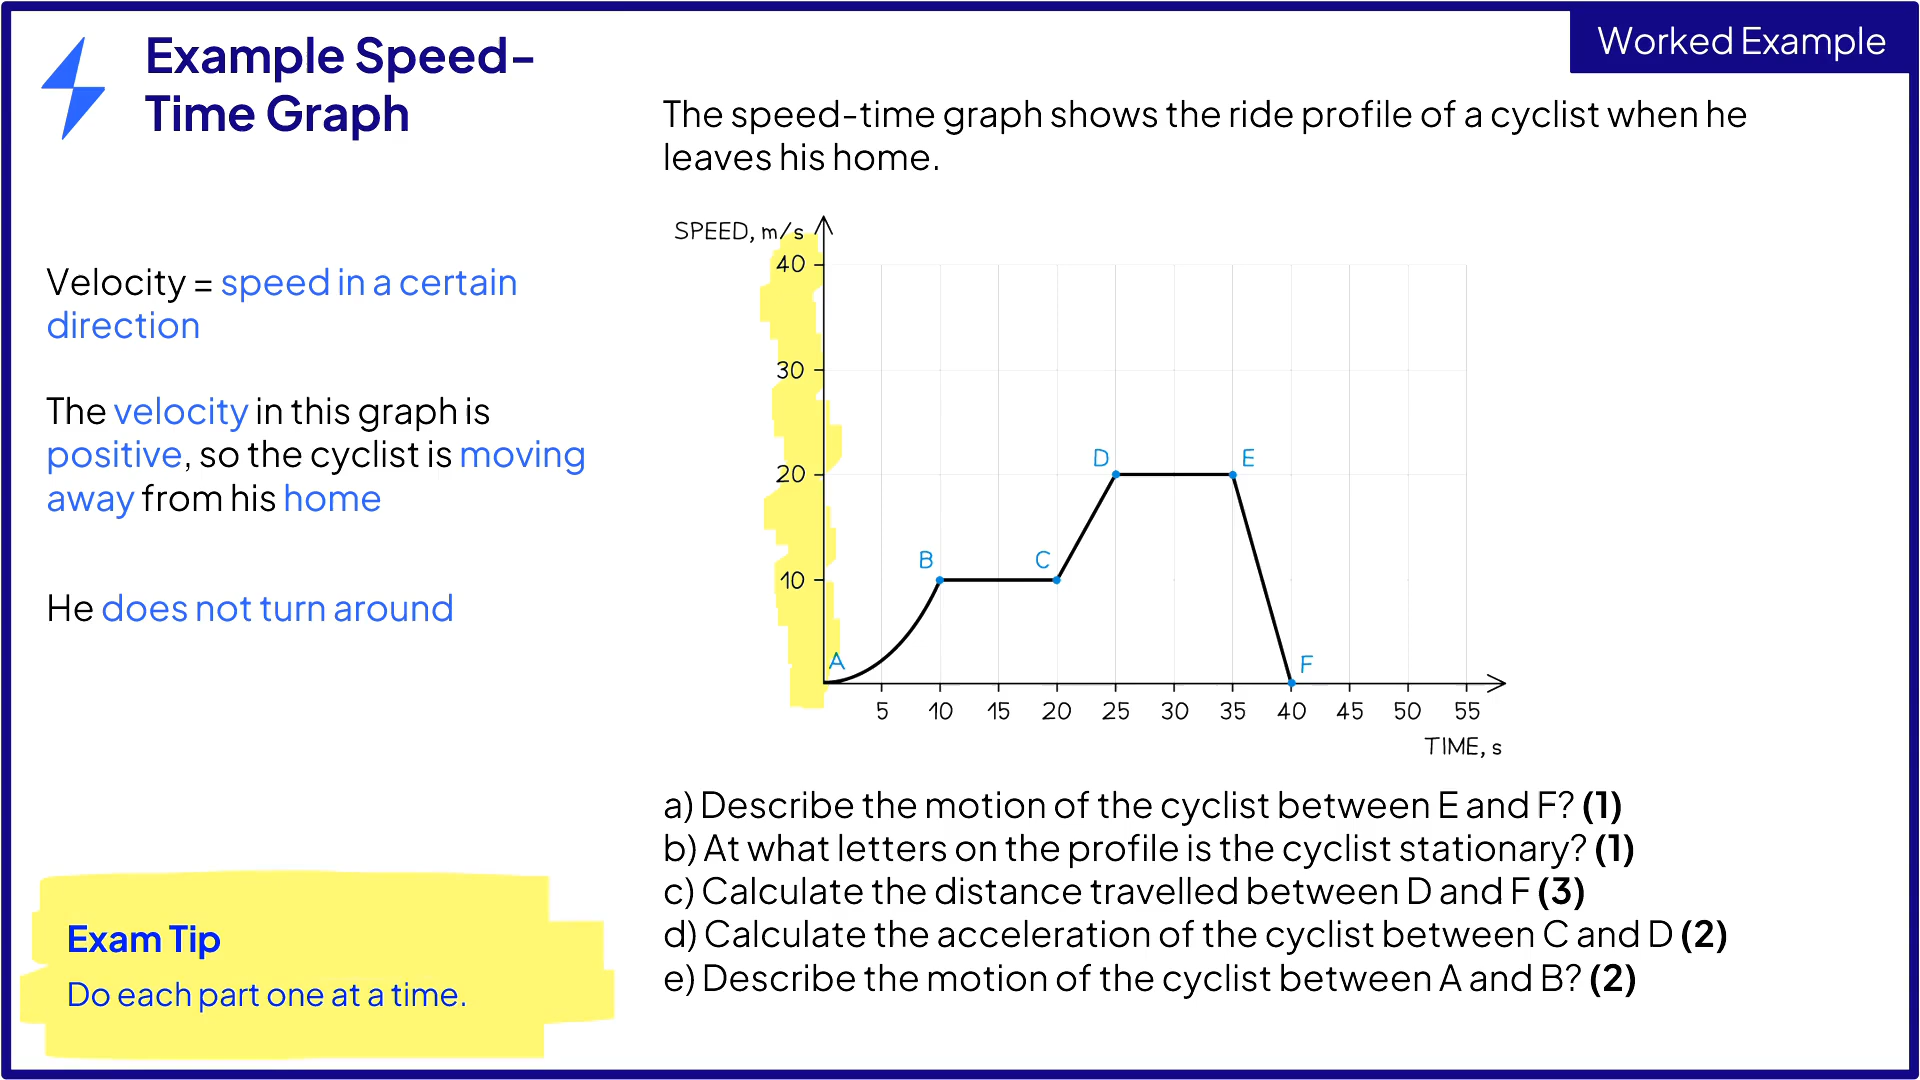 Example Speed-
Time Graph
Worked Example
The speed-time graph shows the ride profile of a cyclist when he
leaves his home.
Velocity = speed in a certain
direction
The velocity in this graph is
positive, so the cyclist is moving
away from his home
He does not turn around
Exam Tip
Do each part one at a time.
SPEED, m/s
40
30
20
10
A
B
C
D
E
F
5 10 15 20 25 30 35 40 45 50 55
TIME, s
a) Describe the motion of the cyclist between E and F? (1)
b) At what letters on the profile is the cyclist stationary? (1)
c) Calculate the distance travelled between D and F (3)
d) Calculate the acceleration of the cyclist between C and D (2)
e) Describe the motion of the cyclist between A and B? (2)